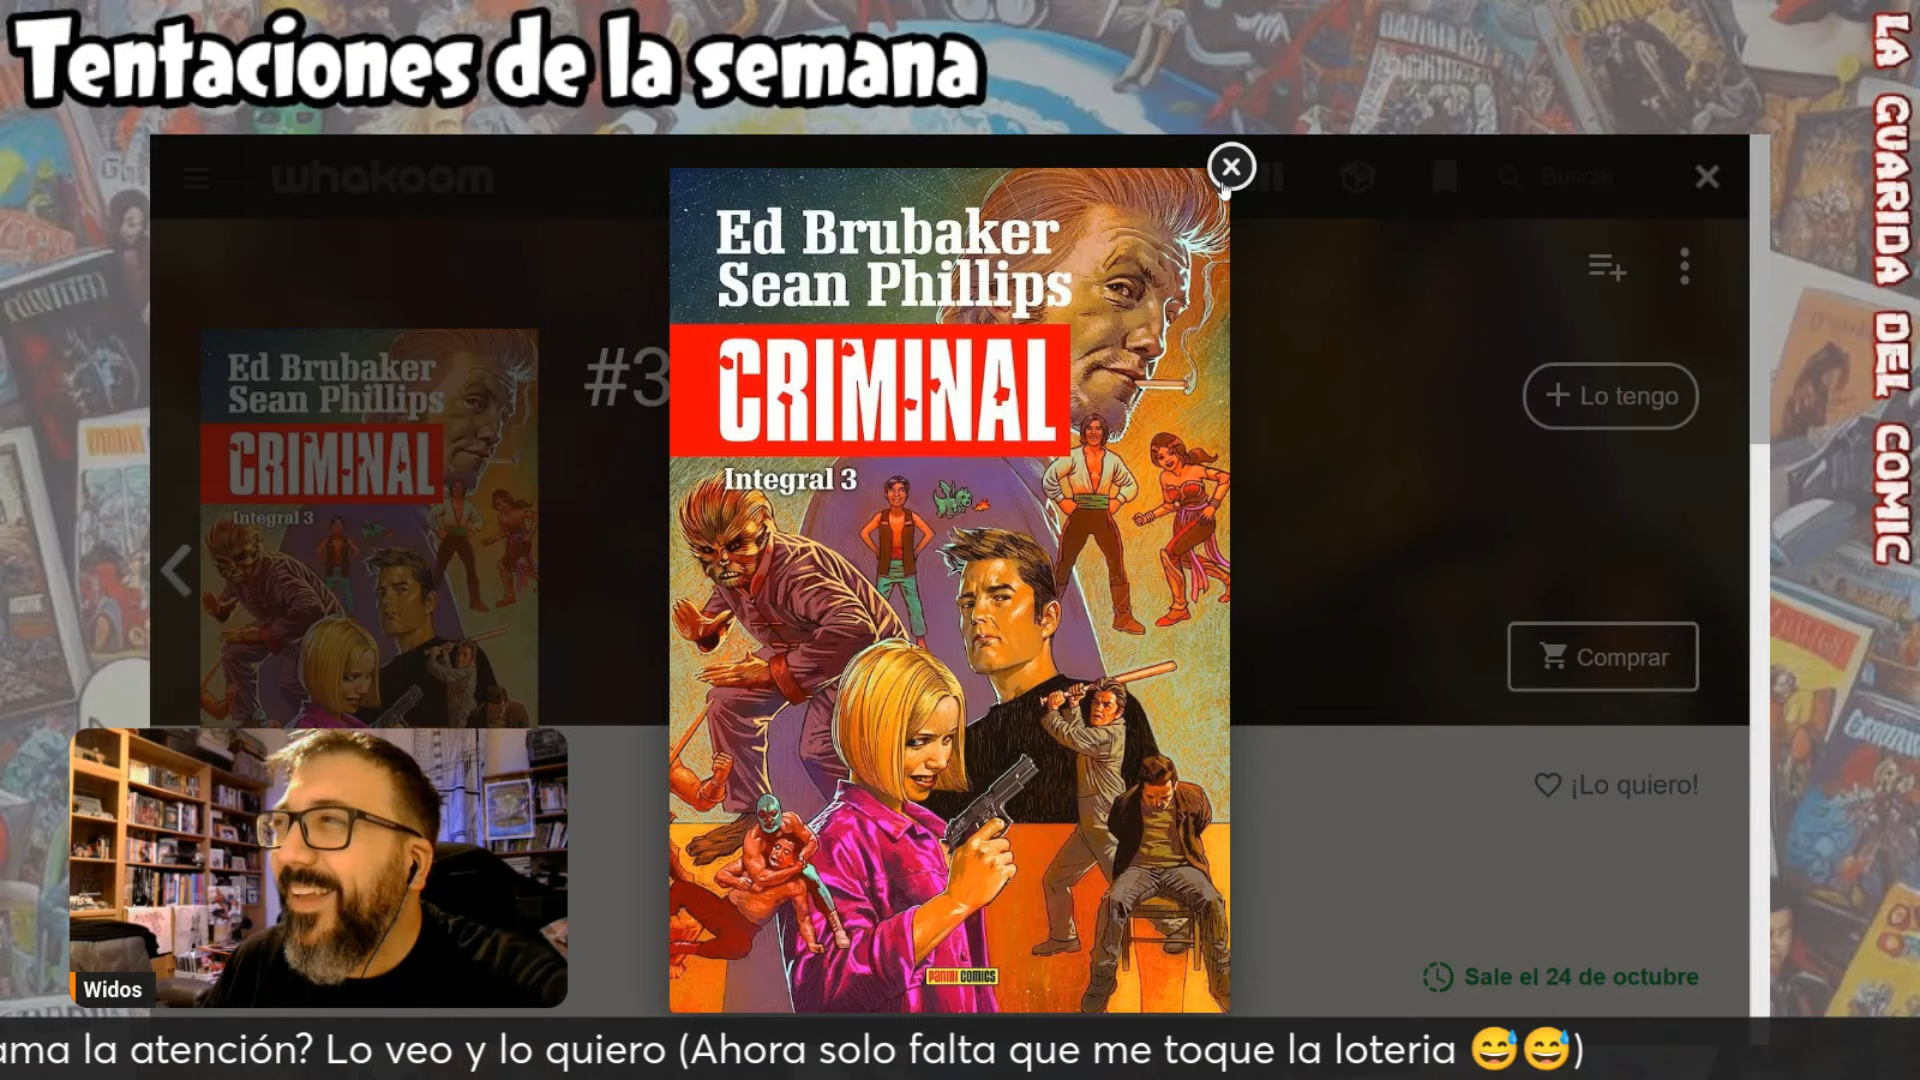 Tentaciones de la semana
LA GUARIDA DEL COMIC
whakoom
Buscar
Ed Brubaker
Sean Phillips
CRIMINAL
Integral 3
#3
Ed Brubaker
Sean Phillips
CRIMINAL
Integral 3
PANINI COMICS
+ Lo tengo
Comprar
¡Lo quiero!
Sale el 24 de octubre
Widos
ama la atención? Lo veo y lo quiero (Ahora solo falta que me toque la loteria 😅😅)